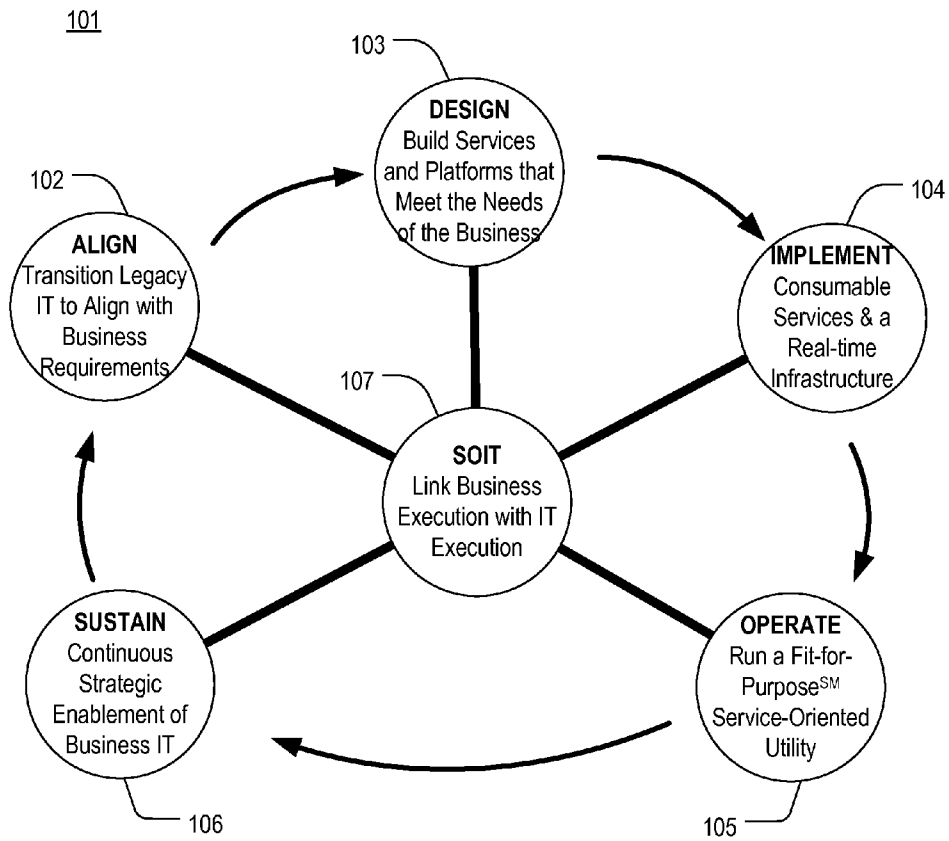 101
103
DESIGN
Build Services
and Platforms that
Meet the Needs
of the Business
102
ALIGN
Transition Legacy
IT to Align with
Business
Requirements
104
IMPLEMENT
Consumable
Services & a
Real-time
Infrastructure
107
SOIT
Link Business
Execution with IT
Execution
SUSTAIN
Continuous
Strategic
Enablement of
Business IT
106
OPERATE
Run a Fit-for-
Purpose℠
Service-Oriented
Utility
105